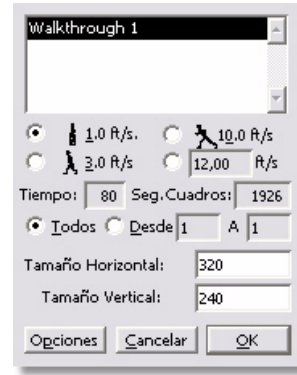 Walkthrough 1
1.0 ft/s. 10.0 ft/s
3.0 ft/s 12,00 ft/s
Tiempo: 80 Seg. Cuadros: 1926
Todos Desde 1 A 1
Tamaño Horizontal: 320
Tamaño Vertical: 240
Opciones Cancelar OK